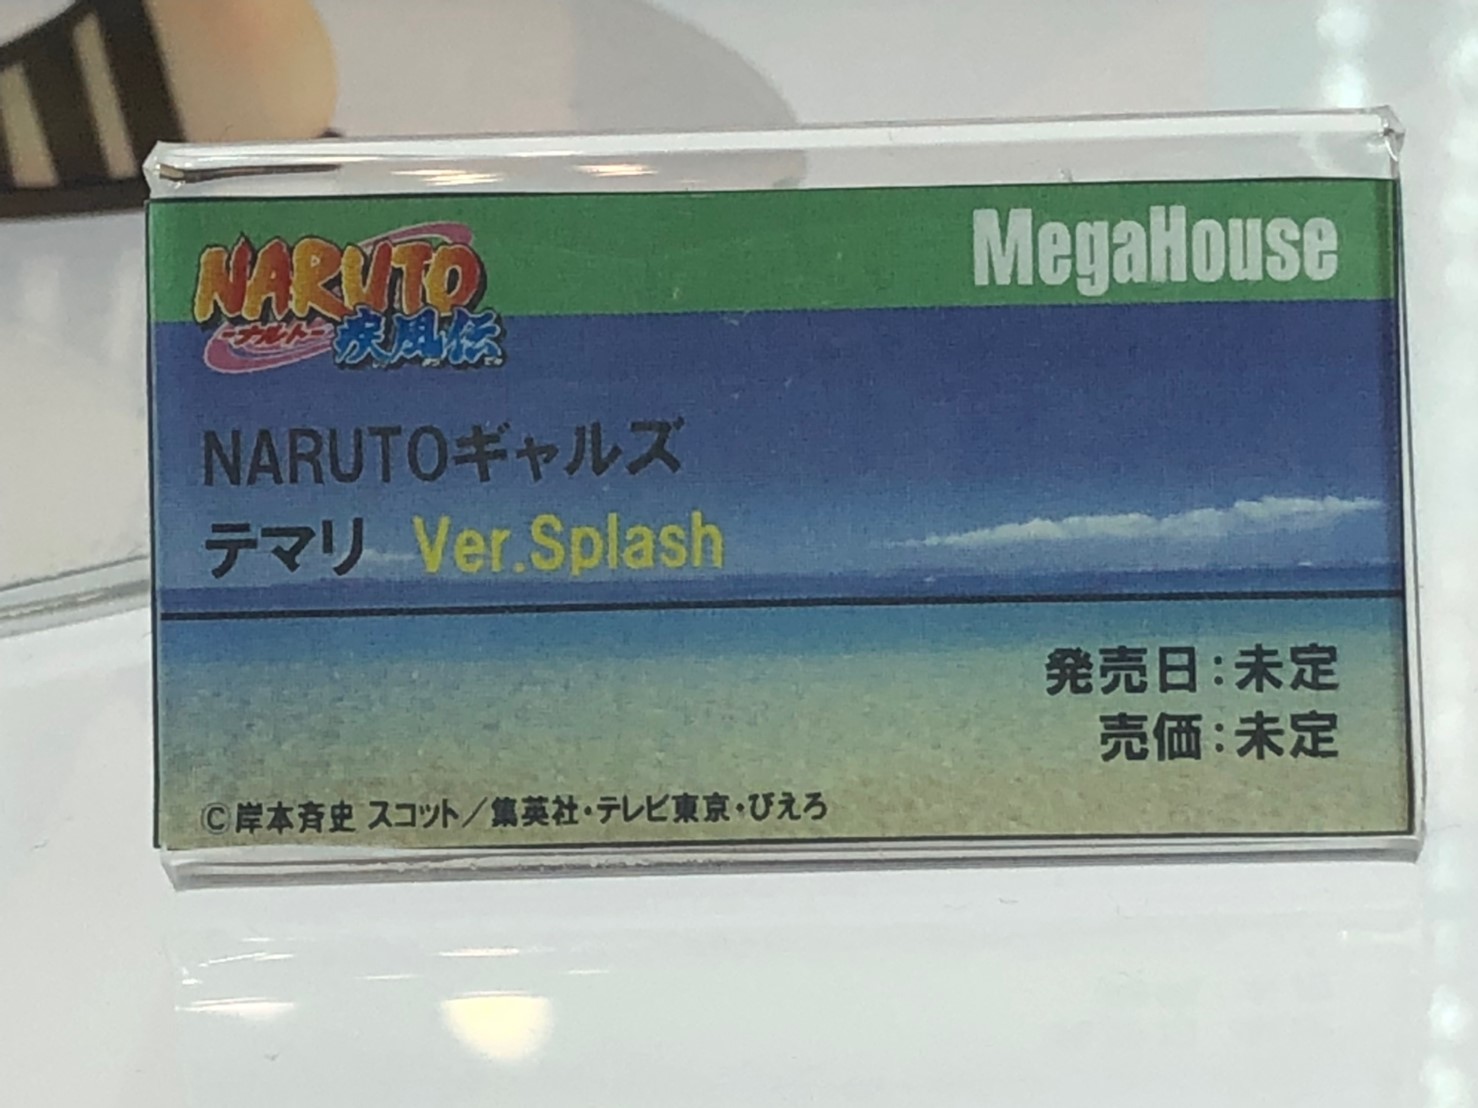 MegaHouse
NARUTO
-ナルト-
疾風伝
NARUTOギャルズ
テマリ Ver.Splash
発売日:未定
売価:未定
©岸本斉史 スコット/集英社・テレビ東京・ぴえろ